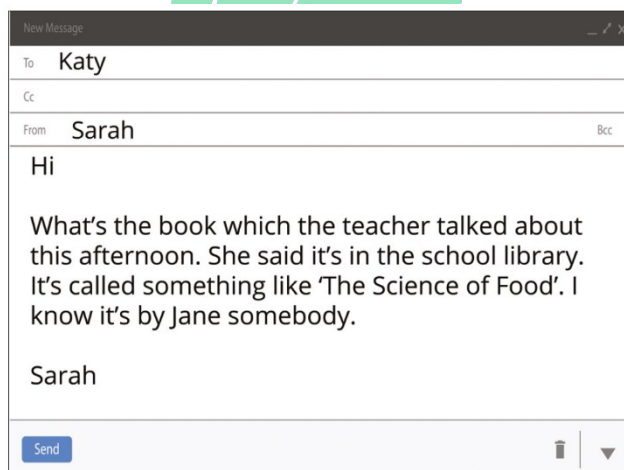 New Message
To Katy
Cc
From Sarah Bcc
Hi
What's the book which the teacher talked about
this afternoon. She said it's in the school library.
It's called something like ‘The Science of Food’. I
know it's by Jane somebody.
Sarah
Send